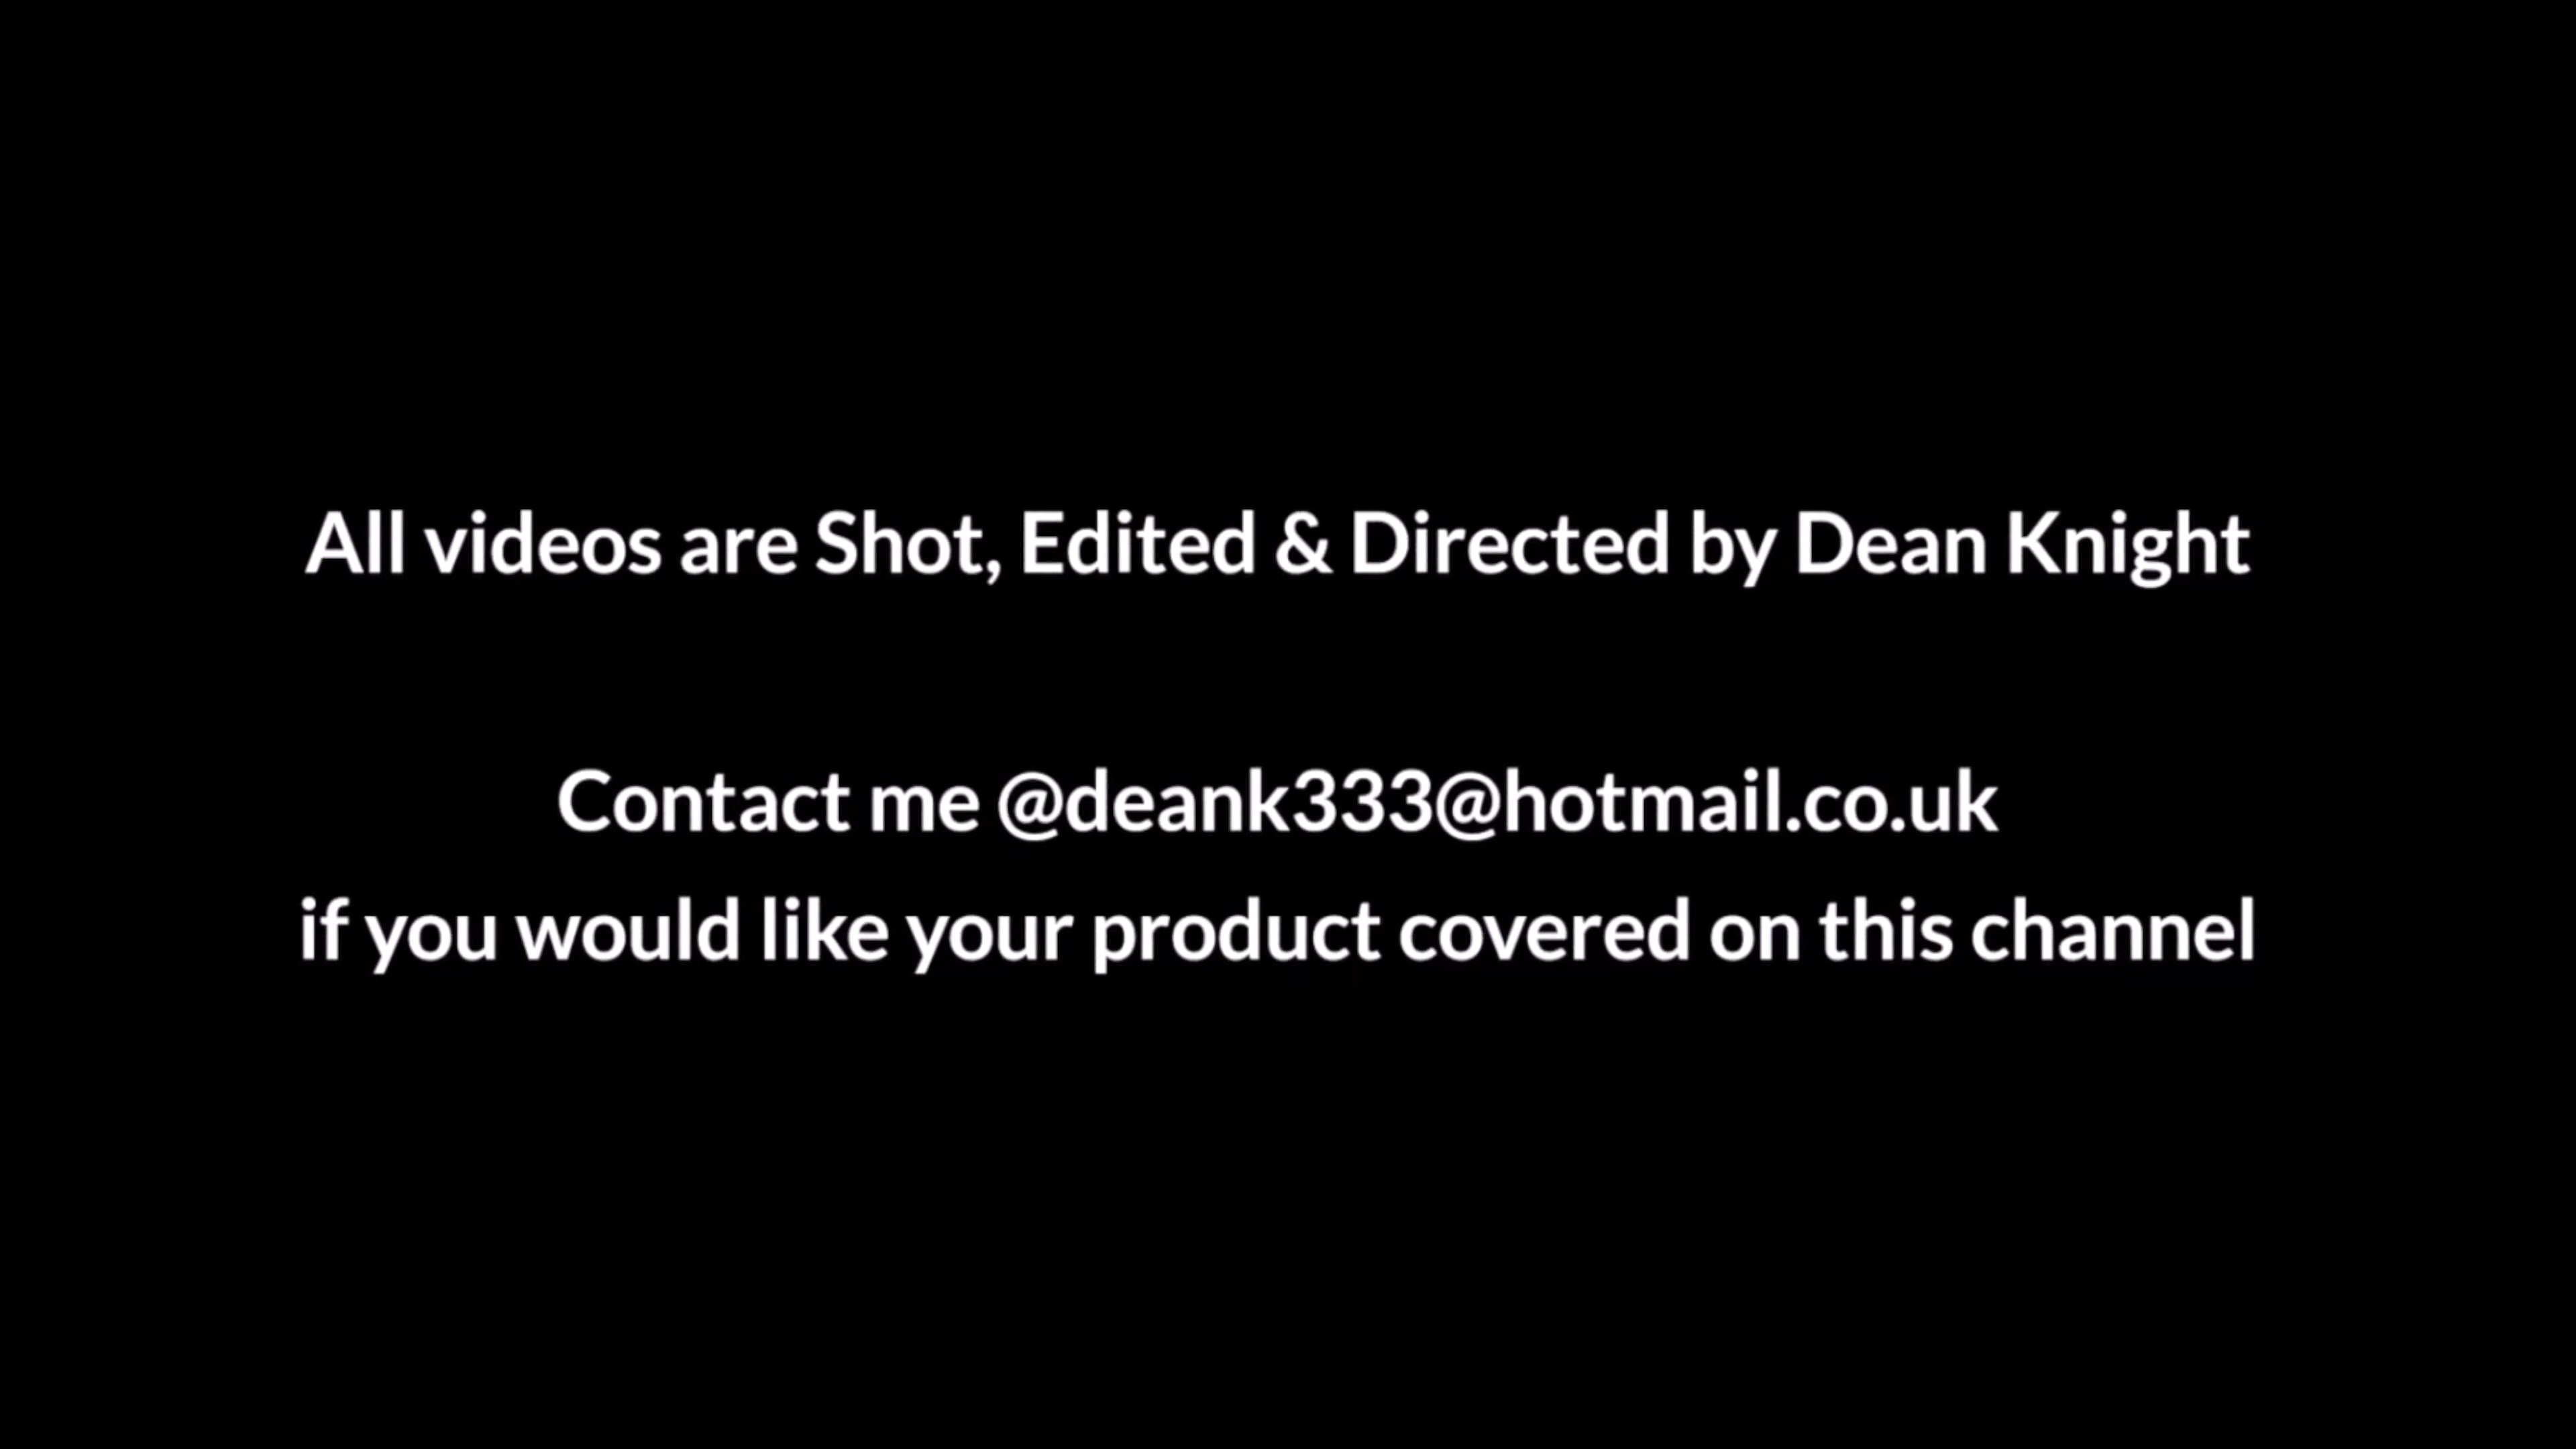 All videos are Shot, Edited & Directed by Dean Knight
Contact me @deank333@hotmail.co.uk
if you would like your product covered on this channel